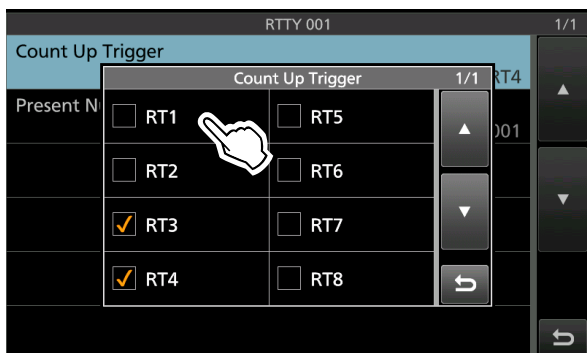 RTTY 001 1/1
Count Up Trigger
RT4
Count Up Trigger 1/1
Present N
001
RT1 RT5
RT2 RT6
RT3 RT7
RT4 RT8